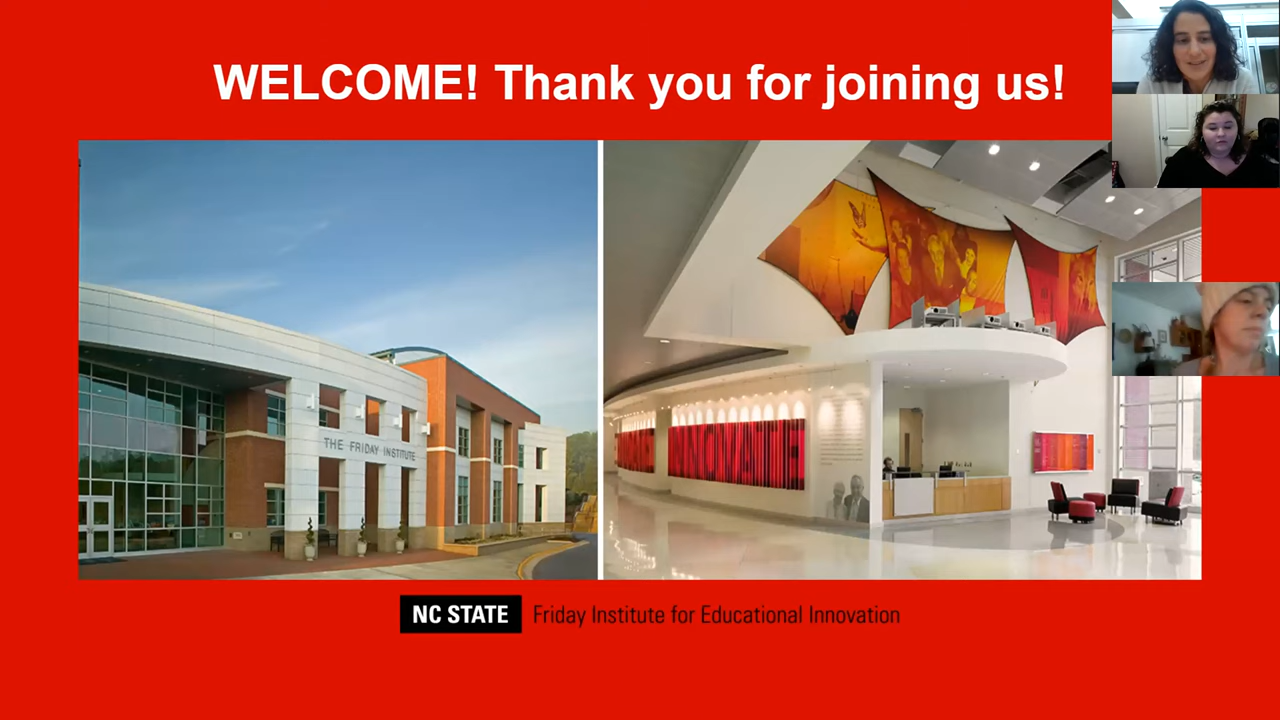 WELCOME! Thank you for joining us!
THE FRIDAY INSTITUTE
NC STATE Friday Institute for Educational Innovation